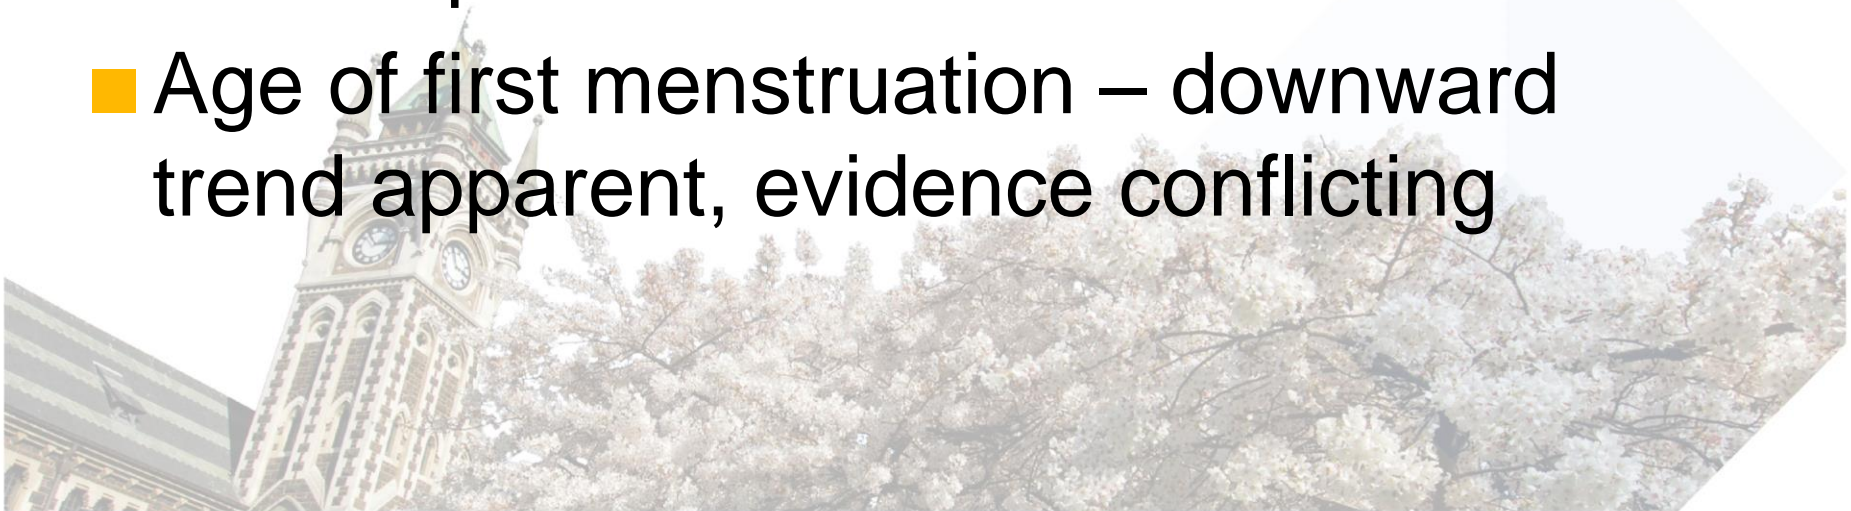 Age of first menstruation – downward
trend apparent, evidence conflicting